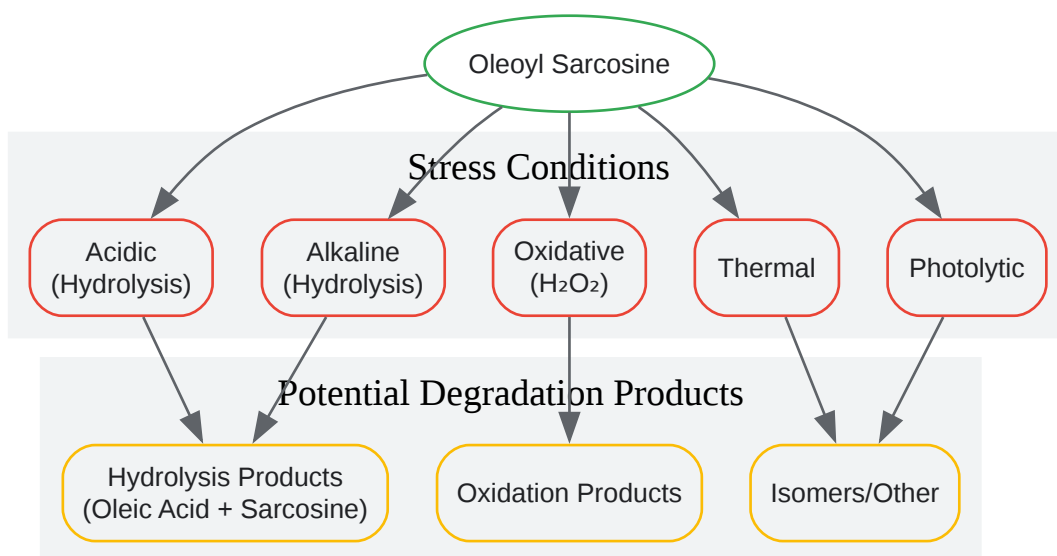 Oleoyl Sarcosine
Stress Conditions
Acidic
(Hydrolysis)
Alkaline
(Hydrolysis)
Oxidative
(H₂O₂)
Thermal
Photolytic
Potential Degradation Products
Hydrolysis Products
(Oleic Acid + Sarcosine)
Oxidation Products
Isomers/Other